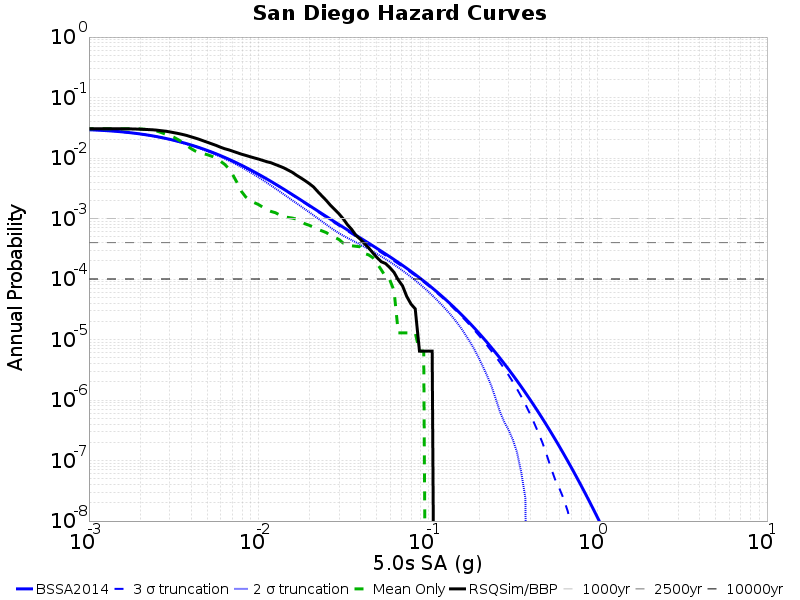 San Diego Hazard Curves
10^0
10^-1
10^-2
10^-3
10^-4
10^-5
10^-6
10^-7
10^-8
Annual Probability
10^-3 10^-2 10^-1 10^0 10^1
5.0s SA (g)
BSSA2014 3 σ truncation 2 σ truncation Mean Only RSQSim/BBP 1000yr 2500yr 10000yr